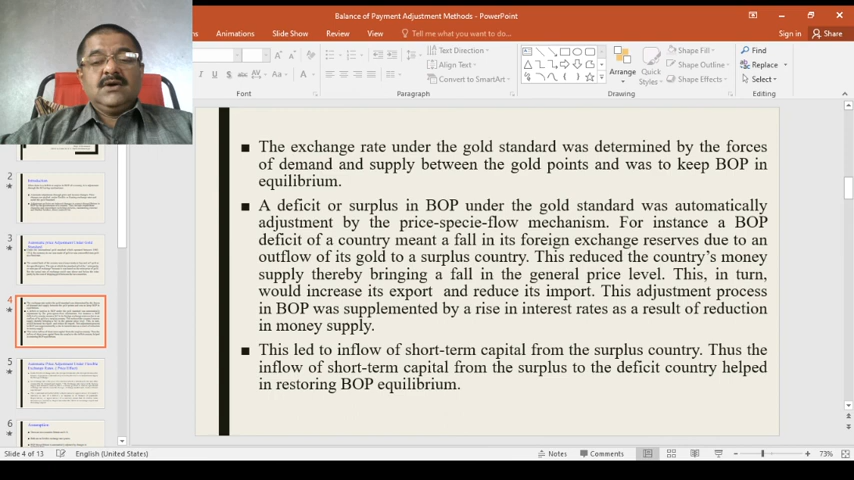 Balance of Payment Adjustment Methods - PowerPoint
Animations Slide Show Review View Tell me what you want to do... Sign in Share
Text Direction
Align Text
Convert to SmartArt
Arrange
Quick
Styles
Shape Fill
Shape Outline
Shape Effects
Find
Replace
Select
Font Paragraph Drawing Editing
■ The exchange rate under the gold standard was determined by the forces
of demand and supply between the gold points and was to keep BOP in
equilibrium.
■ A deficit or surplus in BOP under the gold standard was automatically
adjustment by the price-specie-flow mechanism. For instance a BOP
deficit of a country meant a fall in its foreign exchange reserves due to an
outflow of its gold to a surplus country. This reduced the country's money
supply thereby bringing a fall in the general price level. This, in turn,
would increase its export and reduce its import. This adjustment process
in BOP was supplemented by a rise in interest rates as a result of reduction
in money supply.
■ This led to inflow of short-term capital from the surplus country. Thus the
inflow of short-term capital from the surplus to the deficit country helped
in restoring BOP equilibrium.
2
Introduction
3
4
5
6
Slide 4 of 13 English (United States) Notes Comments 73%